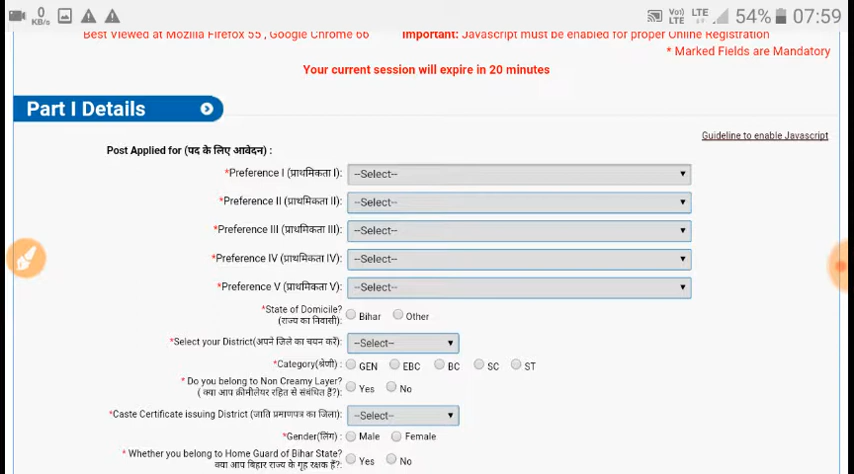 0
KB/s
Vo)) LTE LTE 54% 07:59
Best Viewed at Mozilla Firefox 55 , Google Chrome 66 Important: Javascript must be enabled for proper Online Registration
* Marked Fields are Mandatory
Your current session will expire in 20 minutes
Part I Details
Guideline to enable Javascript
Post Applied for (पद के लिए आवेदन) :
*Preference I (प्राथमिकता I): --Select--
*Preference II (प्राथमिकता II): --Select--
*Preference III (प्राथमिकता III): --Select--
*Preference IV (प्राथमिकता IV): --Select--
*Preference V (प्राथमिकता V): --Select--
*State of Domicile?
(राज्य का निवासी): Bihar Other
*Select your District(अपने जिले का चयन करें): --Select--
*Category(श्रेणी): GEN EBC BC SC ST
* Do you belong to Non Creamy Layer?
( क्या आप क्रीमीलेयर रहित से संबंधित हैं?): Yes No
*Caste Certificate issuing District (जाति प्रमाणपत्र का जिला): --Select--
*Gender(लिंग): Male Female
* Whether you belong to Home Guard of Bihar State?
क्या आप बिहार राज्य के गृह रक्षक हैं?: Yes No